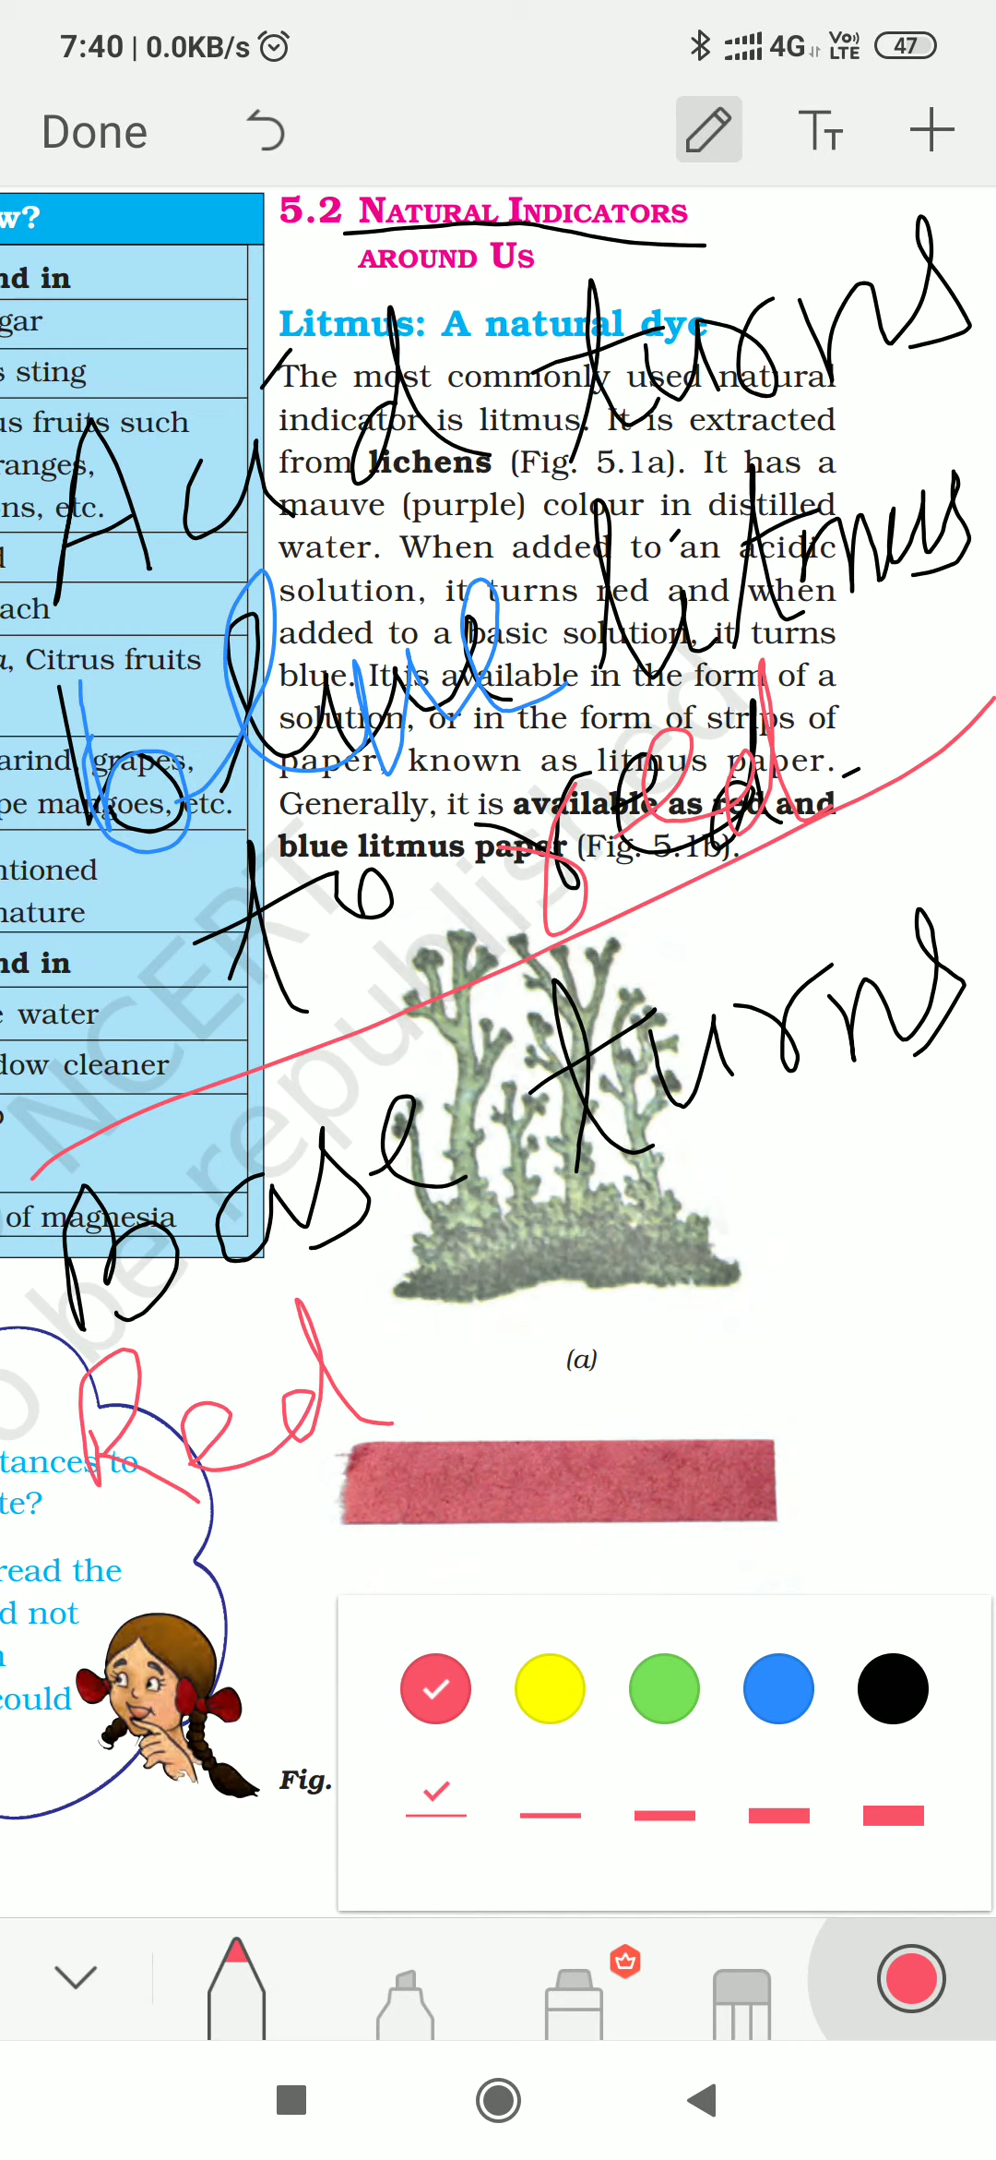 7:40 | 0.0KB/s
4G
Vo)) LTE
47
Done
TT
w?
nd in
gar
s sting
us fruits such
ranges,
ns, etc.
d
ach
a, Citrus fruits
arind, grapes,
pe mangoes, etc.
ntioned
nature
nd in
e water
dow cleaner
o
of magnesia
5.2 NATURAL INDICATORS
AROUND US
Litmus: A natural dye
The most commonly used natural
indicator is litmus. It is extracted
from lichens (Fig. 5.1a). It has a
mauve (purple) colour in distilled
water. When added to an acidic
solution, it turns red and when
added to a basic solution, it turns
blue. It is available in the form of a
solution, or in the form of strips of
paper, known as litmus paper.
Generally, it is available as red and
blue litmus paper (Fig. 5.1b).
Acid turns
blue litmus
to red
Base turns
Red
(a)
tances to
te?
read the
d not
n
could
Fig.
NCERT
o be republished